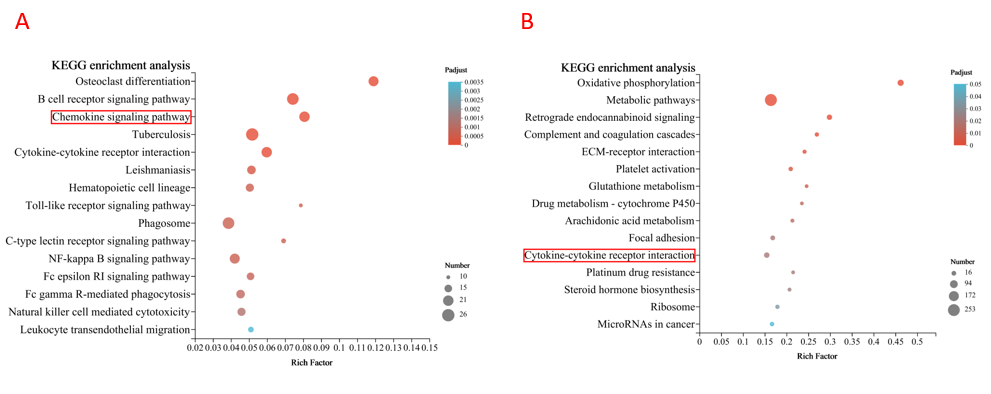 A
KEGG enrichment analysis
Osteoclast differentiation
B cell receptor signaling pathway
Chemokine signaling pathway
Tuberculosis
Cytokine-cytokine receptor interaction
Leishmaniasis
Hematopoietic cell lineage
Toll-like receptor signaling pathway
Phagosome
C-type lectin receptor signaling pathway
NF-kappa B signaling pathway
Fc epsilon RI signaling pathway
Fc gamma R-mediated phagocytosis
Natural killer cell mediated cytotoxicity
Leukocyte transendothelial migration
0.02 0.03 0.04 0.05 0.06 0.07 0.08 0.09 0.1 0.11 0.12 0.13 0.14 0.15
Rich Factor
Padjust
0.0035
0.003
0.0025
0.002
0.0015
0.001
0.0005
0
Number
10
15
21
26
B
KEGG enrichment analysis
Oxidative phosphorylation
Metabolic pathways
Retrograde endocannabinoid signaling
Complement and coagulation cascades
ECM-receptor interaction
Platelet activation
Glutathione metabolism
Drug metabolism - cytochrome P450
Arachidonic acid metabolism
Focal adhesion
Cytokine-cytokine receptor interaction
Platinum drug resistance
Steroid hormone biosynthesis
Ribosome
MicroRNAs in cancer
0 0.05 0.1 0.15 0.2 0.25 0.3 0.35 0.4 0.45 0.5
Rich Factor
Padjust
0.05
0.04
0.03
0.02
0.01
0
Number
16
94
172
253